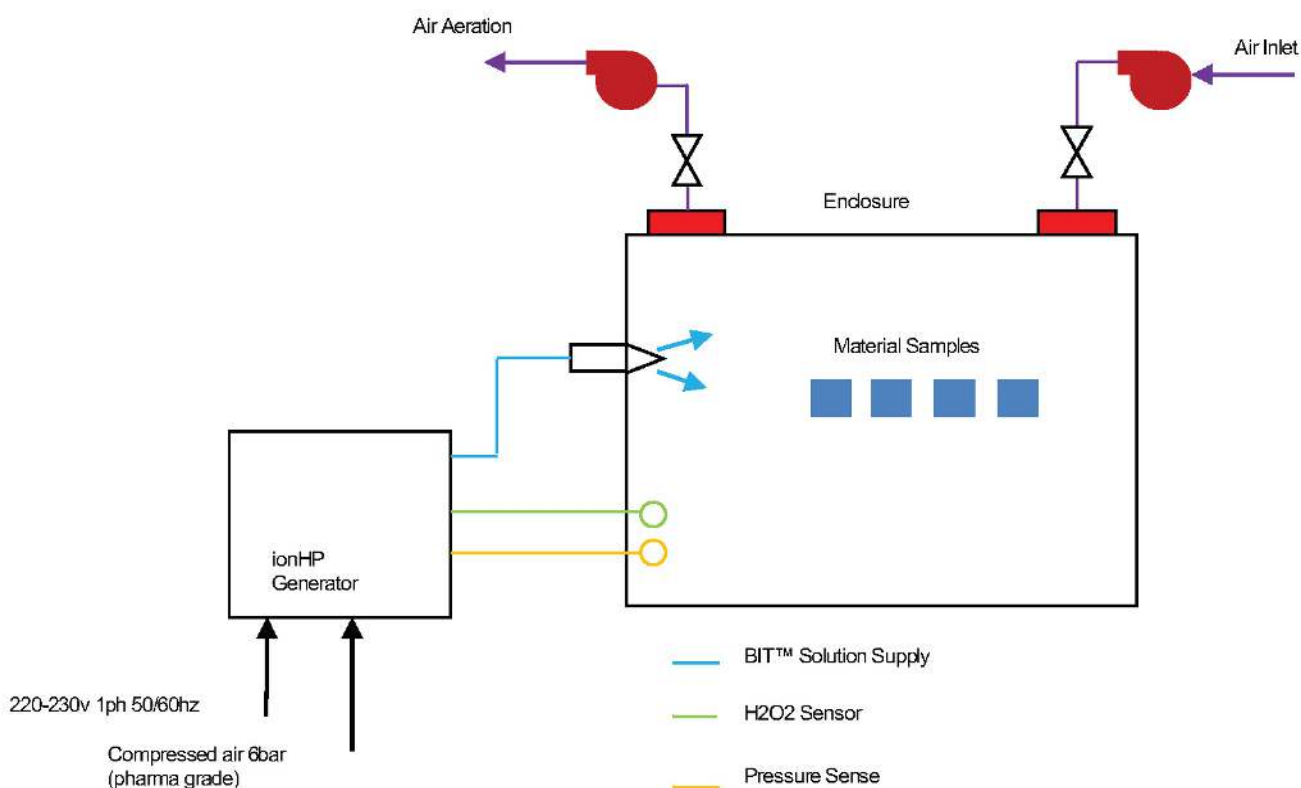 Air Aeration
Air Inlet
Enclosure
Material Samples
ionHP
Generator
BIT™ Solution Supply
220-230v 1ph 50/60hz
H2O2 Sensor
Compressed air 6bar
(pharma grade)
Pressure Sense